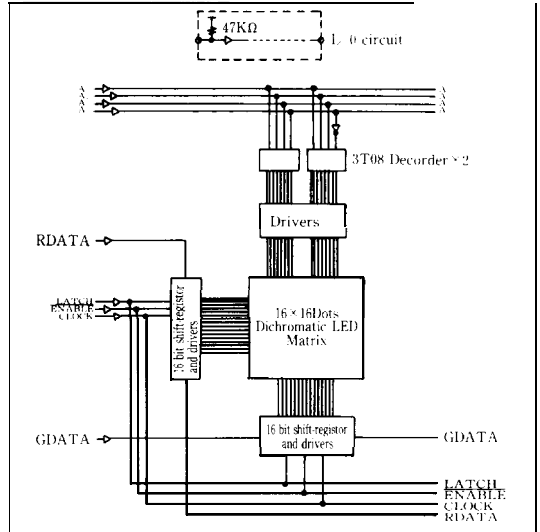 47KΩ
I. 0 circuit
A
A
A
A
A
A
A
A
3T08 Decorder × 2
Drivers
RDATA
LATCH
ENABLE
CLOCK
16 bit shift-register
and drivers
16×16Dots
Dichromatic LED
Matrix
GDATA
16 bit shift-register
and drivers
GDATA
LATCH
ENABLE
CLOCK
RDATA